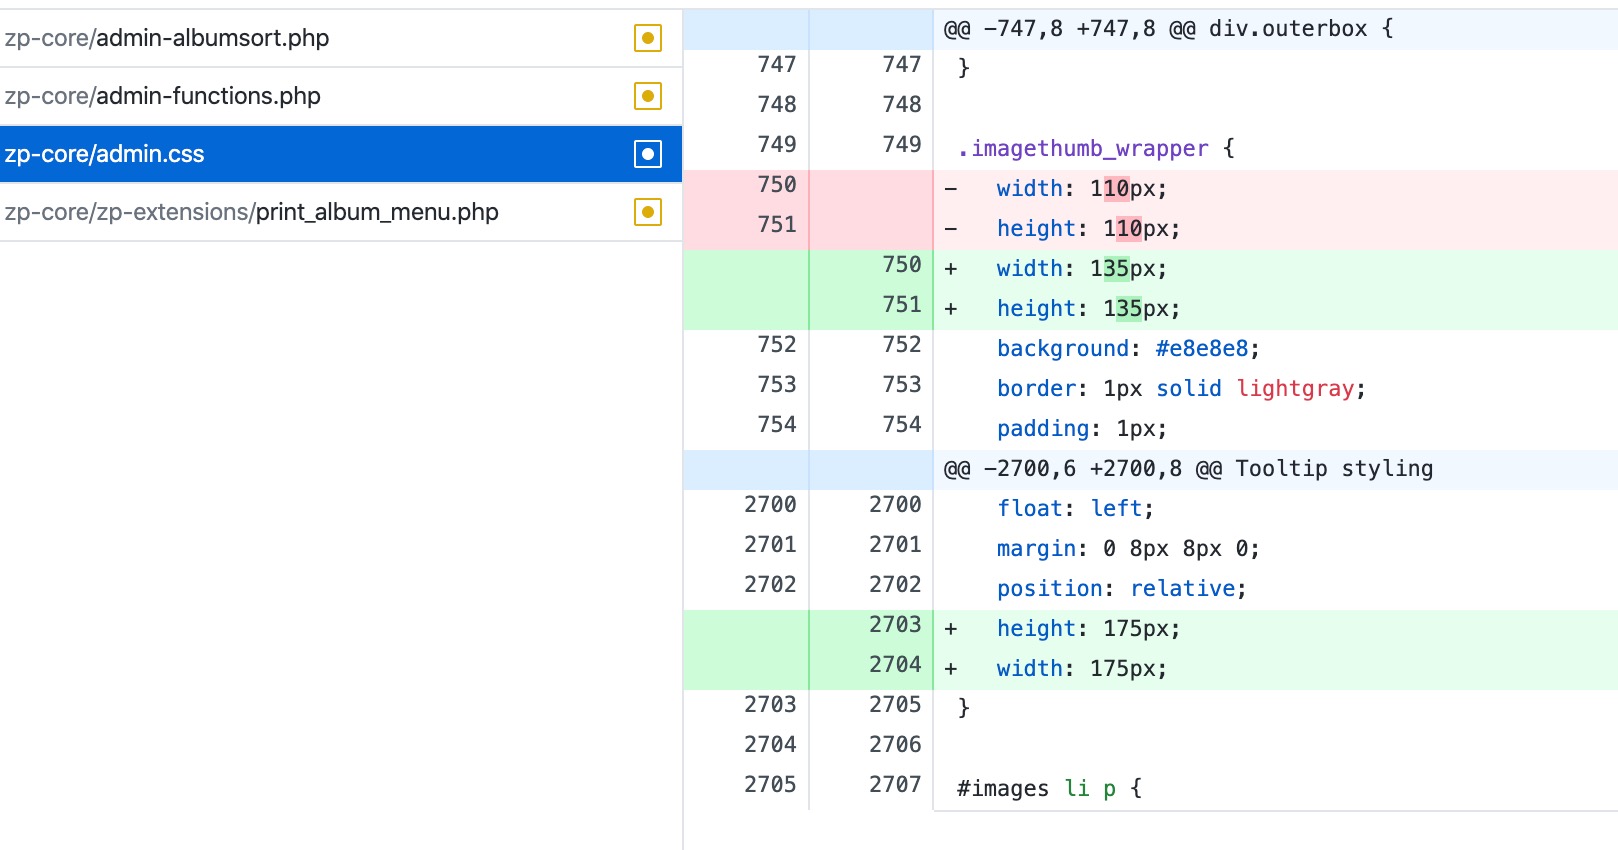 zp-core/admin-albumsort.php
zp-core/admin-functions.php
zp-core/admin.css
zp-core/zp-extensions/print_album_menu.php
@@ -747,8 +747,8 @@ div.outerbox {
747 747 }
748 748
749 749 .imagethumb_wrapper {
750 - width: 110px;
751 - height: 110px;
750 + width: 135px;
751 + height: 135px;
752 752 background: #e8e8e8;
753 753 border: 1px solid lightgray;
754 754 padding: 1px;
@@ -2700,6 +2700,8 @@ Tooltip styling
2700 2700 float: left;
2701 2701 margin: 0 8px 8px 0;
2702 2702 position: relative;
2703 + height: 175px;
2704 + width: 175px;
2703 2705 }
2704 2706
2705 2707 #images li p {